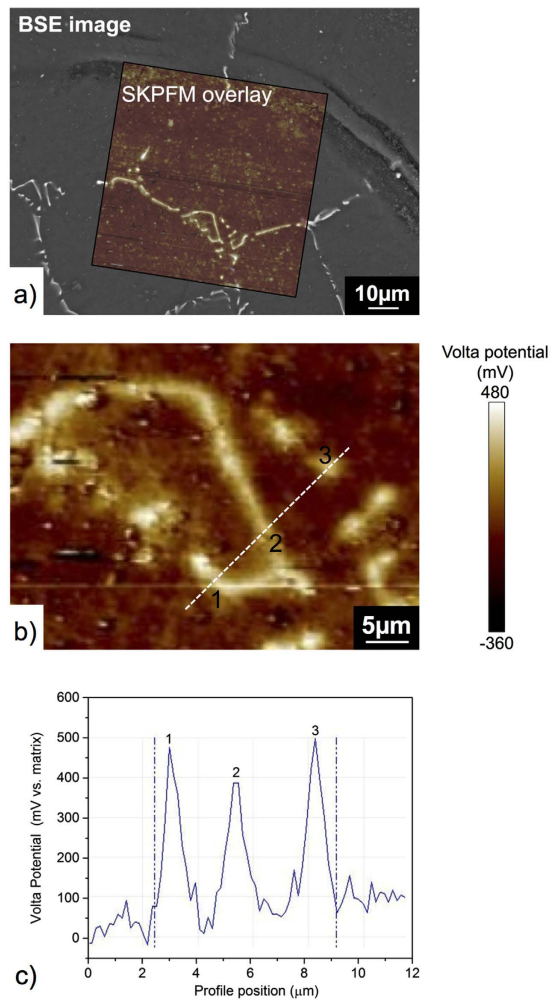 BSE image
SKPFM overlay
a)
10µm
Volta potential
(mV)
480
3
2
1
b)
5µm
-360
600
500
400
300
200
100
0
Volta Potential (mV vs. matrix)
1
2
3
0 2 4 6 8 10 12
Profile position (µm)
c)